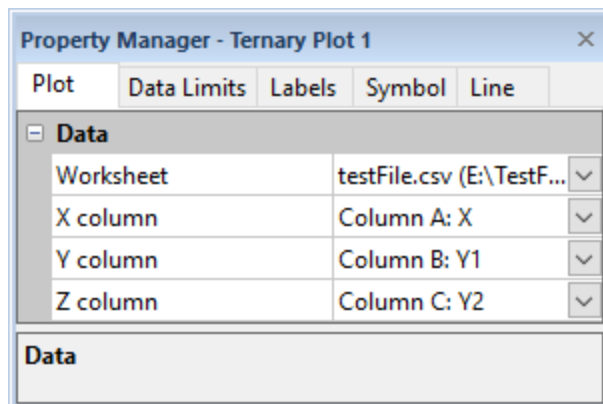 Property Manager - Ternary Plot 1
Plot Data Limits Labels Symbol Line
Data
Worksheet testFile.csv (E:\TestF...
X column Column A: X
Y column Column B: Y1
Z column Column C: Y2
Data